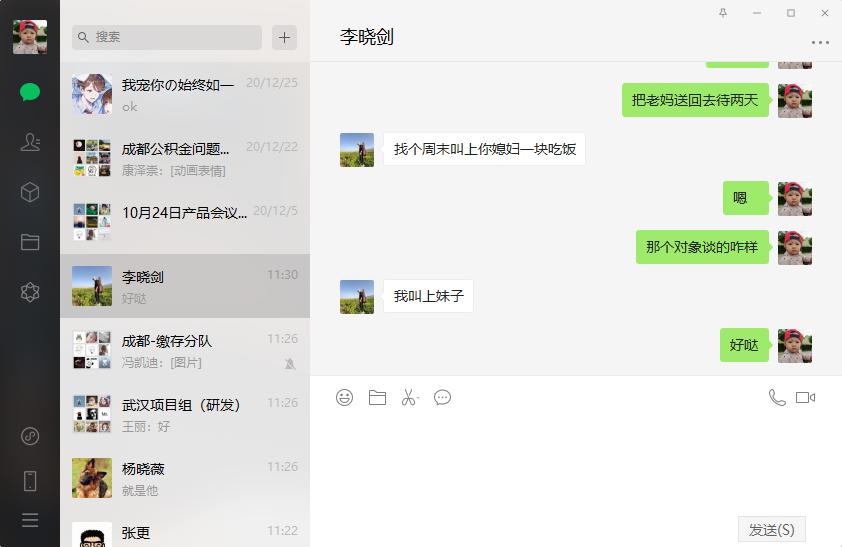 搜索
李晓剑
我宠你の始终如一
20/12/25
ok
成都公积金问题...
20/12/22
康泽崇：[动画表情]
10月24日产品会议...
20/12/5
李晓剑
11:30
好哒
成都-缴存分队
11:26
冯凯迪：[图片]
武汉项目组（研发）
11:26
王丽：好
杨晓薇
11:26
就是他
张更
11:22
把老妈送回去待两天
找个周末叫上你媳妇一块吃饭
嗯
那个对象谈的咋样
我叫上妹子
好哒
发送(S)